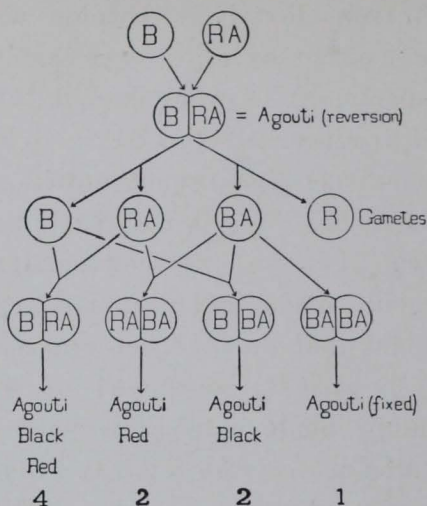 B RA
B RA = Agouti (reversion)
B RA BA R Gametes
B RA RA BA B BA BA BA
Agouti Agouti Agouti Agouti (fixed)
Black Red Black
Red
4 2 2 1